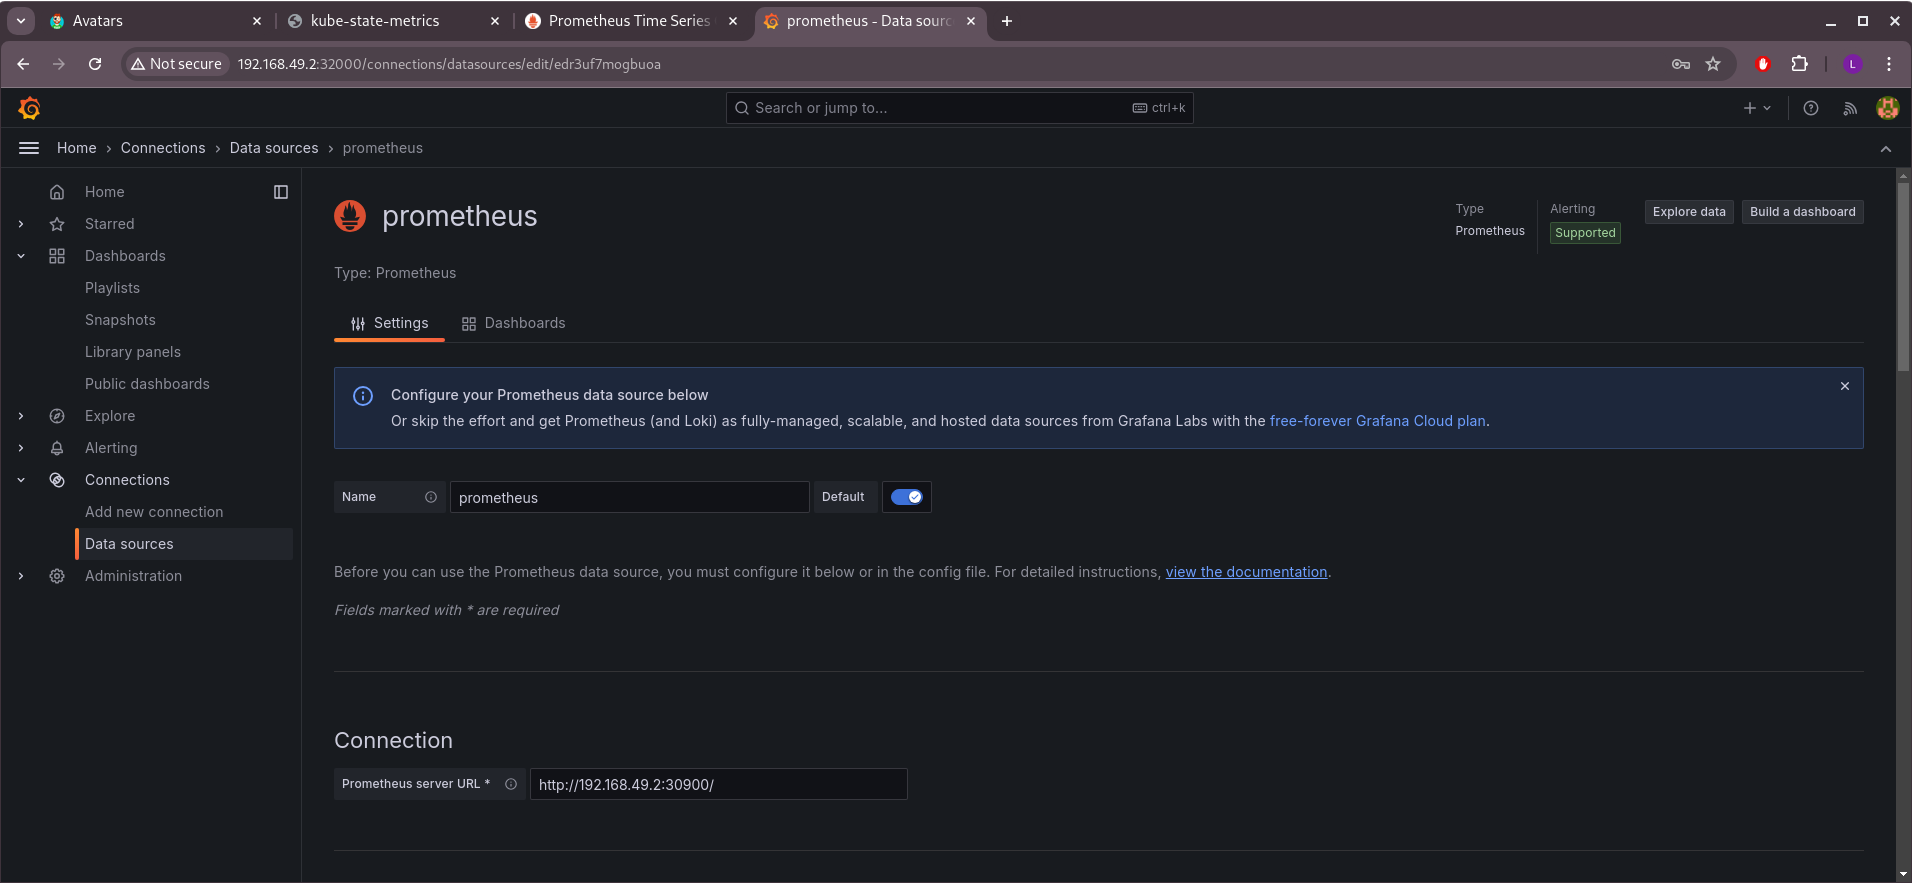 Avatars
kube-state-metrics
Prometheus Time Series
prometheus - Data sourc
Not secure
192.168.49.2:32000/connections/datasources/edit/edr3uf7mogbuoa
L
Search or jump to...
ctrl+k
Home › Connections › Data sources › prometheus
Home
Starred
Dashboards
Playlists
Snapshots
Library panels
Public dashboards
Explore
Alerting
Connections
Add new connection
Data sources
Administration
prometheus
Type
Prometheus
Alerting
Supported
Explore data
Build a dashboard
Type: Prometheus
Settings
Dashboards
Configure your Prometheus data source below
Or skip the effort and get Prometheus (and Loki) as fully-managed, scalable, and hosted data sources from Grafana Labs with the free-forever Grafana Cloud plan.
Name
prometheus
Default
Before you can use the Prometheus data source, you must configure it below or in the config file. For detailed instructions, view the documentation.
Fields marked with * are required
Connection
Prometheus server URL *
http://192.168.49.2:30900/